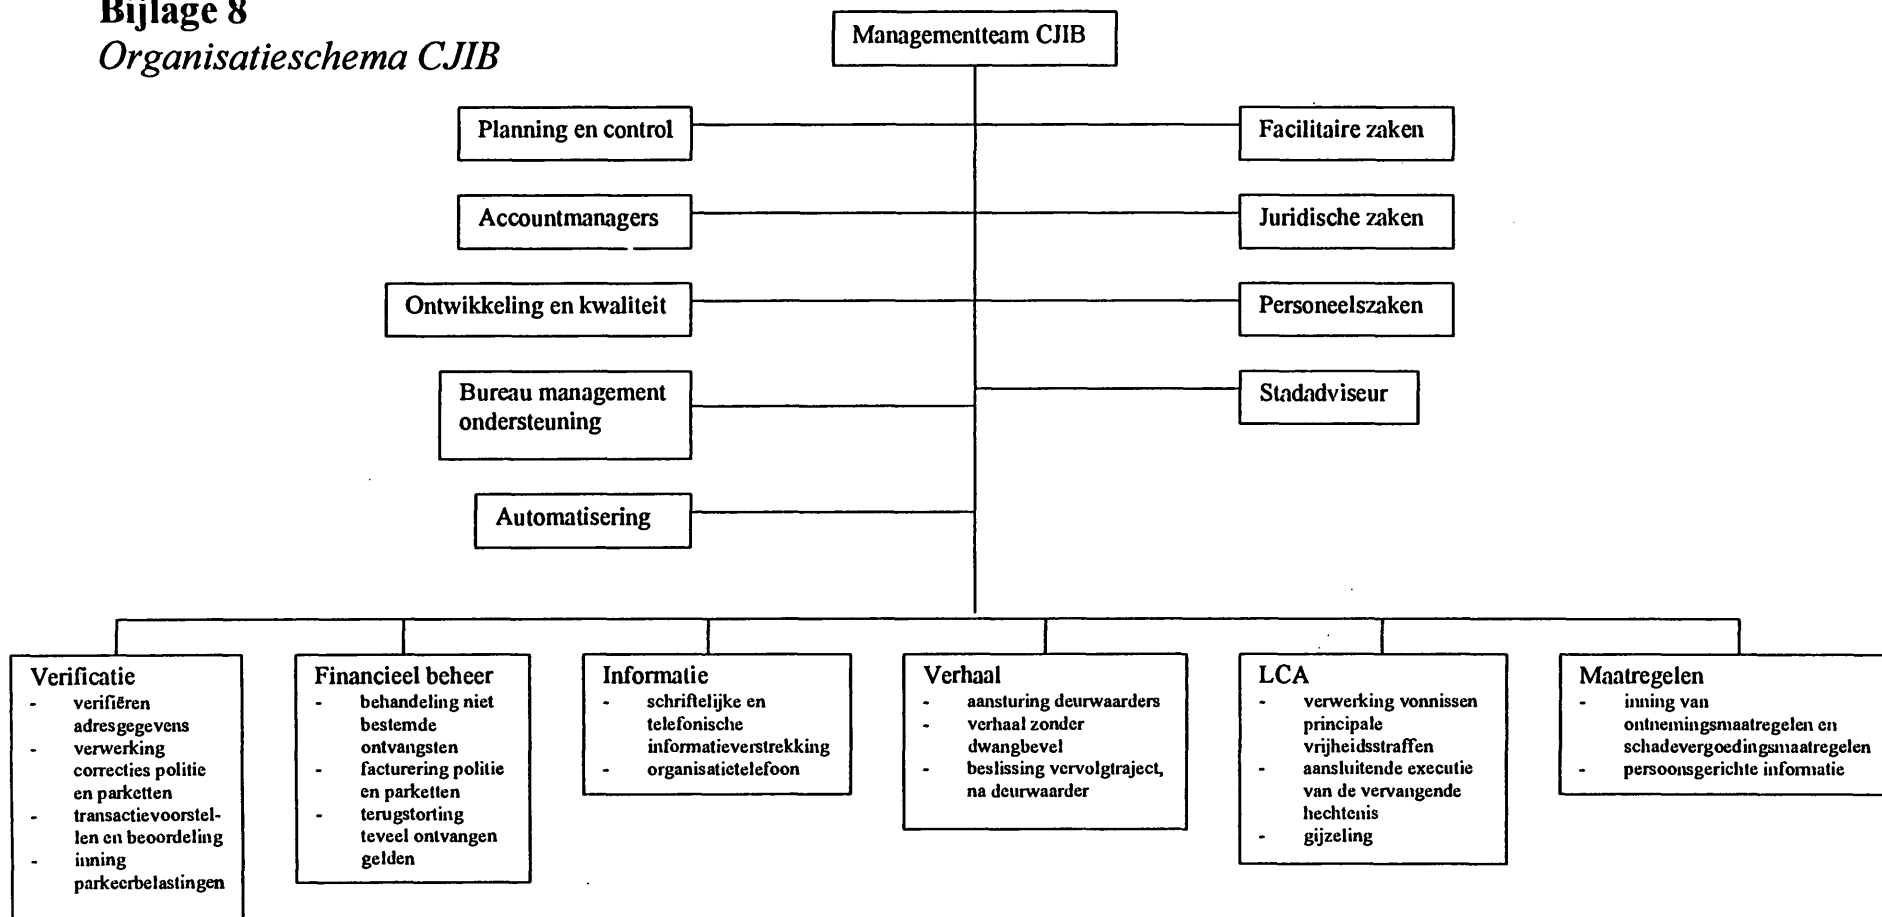 Bijlage 8
Organisatieschema CJIB
Managementteam CJIB
Planning en control
Facilitaire zaken
Accountmanagers
Juridische zaken
Ontwikkeling en kwaliteit
Personeelszaken
Bureau management
ondersteuning
Stadadviseur
Automatisering
Verificatie
- verifiëren
adresgegevens
- verwerking
correcties politie
en parketten
- transactievoorstel-
len en beoordeling
- inning
parkeerbelastingen
Financieel beheer
- behandeling niet
bestemde
ontvangsten
- facturering politie
en parketten
- terugstorting
teveel ontvangen
gelden
Informatie
- schriftelijke en
telefonische
informatieverstrekking
- organisatietelefoon
Verhaal
- aansturing deurwaarders
- verhaal zonder
dwangbevel
- beslissing vervolgtraject,
na deurwaarder
LCA
- verwerking vonnissen
principale
vrijheidsstraffen
- aansluitende executie
van de vervangende
hechtenis
- gijzeling
Maatregelen
- inning van
ontnemingsmaatregelen en
schadevergoedingsmaatregelen
- persoonsgerichte informatie